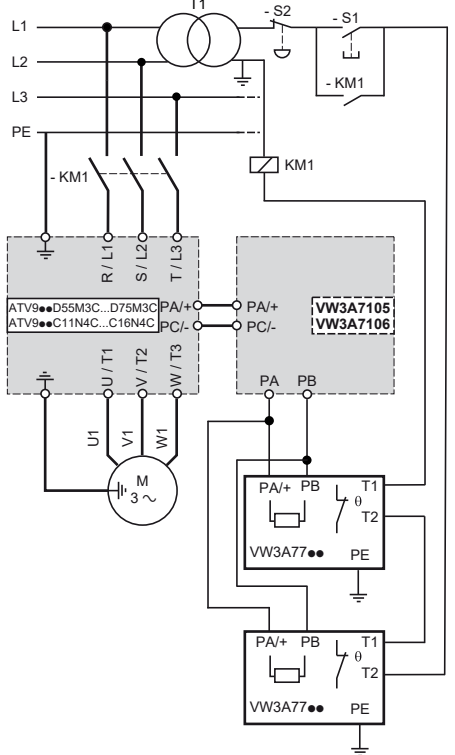 T1
- S2
- S1
L1
L2
L3
PE
- KM1
KM1
- KM1
R / L1
S / L2
T / L3
ATV9●●D55M3C...D75M3C
ATV9●●C11N4C...C16N4C
PA/+
PC/-
PA/+
PC/-
VW3A7105
VW3A7106
U / T1
V / T2
W / T3
PA
PB
U1
V1
W1
M
3 ~
PA/+
PB
T1
θ
T2
VW3A77●●
PE
PA/+
PB
T1
θ
T2
VW3A77●●
PE